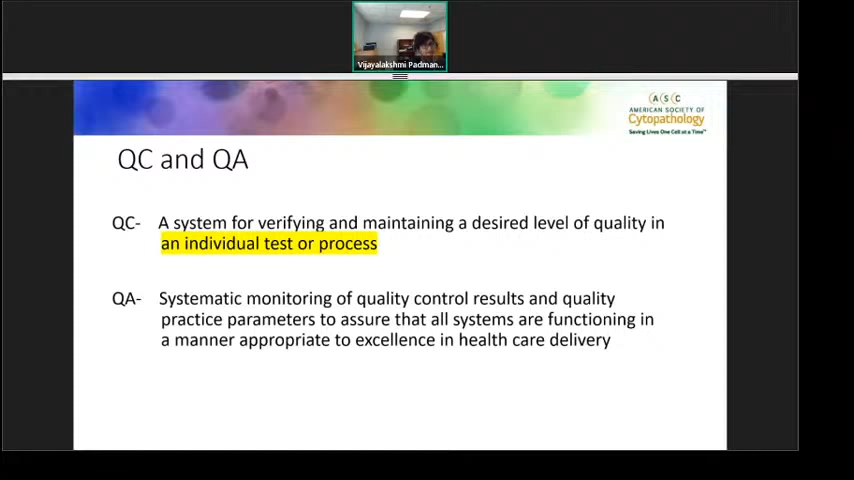 Vijayalakshmi Padman...
ASC
AMERICAN SOCIETY OF
Cytopathology
Saving Lives One Cell at a Time™
QC and QA
QC- A system for verifying and maintaining a desired level of quality in
an individual test or process
QA- Systematic monitoring of quality control results and quality
practice parameters to assure that all systems are functioning in
a manner appropriate to excellence in health care delivery